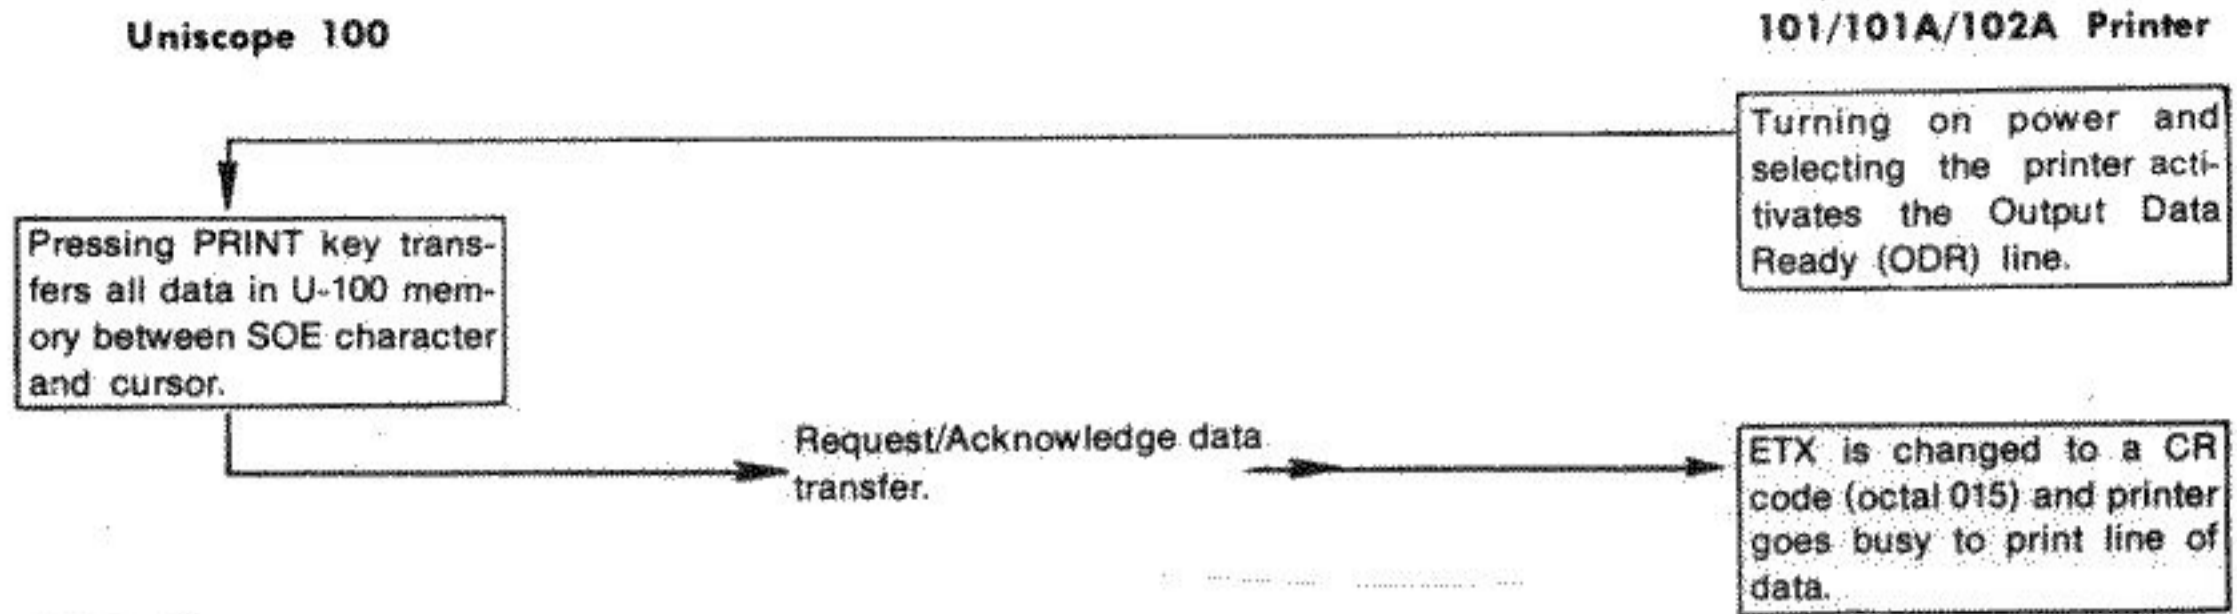 Uniscope 100
101/101A/102A Printer
Turning on power and
selecting the printer acti-
tivates the Output Data
Ready (ODR) line.
Pressing PRINT key trans-
fers all data in U-100 mem-
ory between SOE character
and cursor.
Request/Acknowledge data
transfer.
ETX is changed to a CR
code (octal 015) and printer
goes busy to print line of
data.